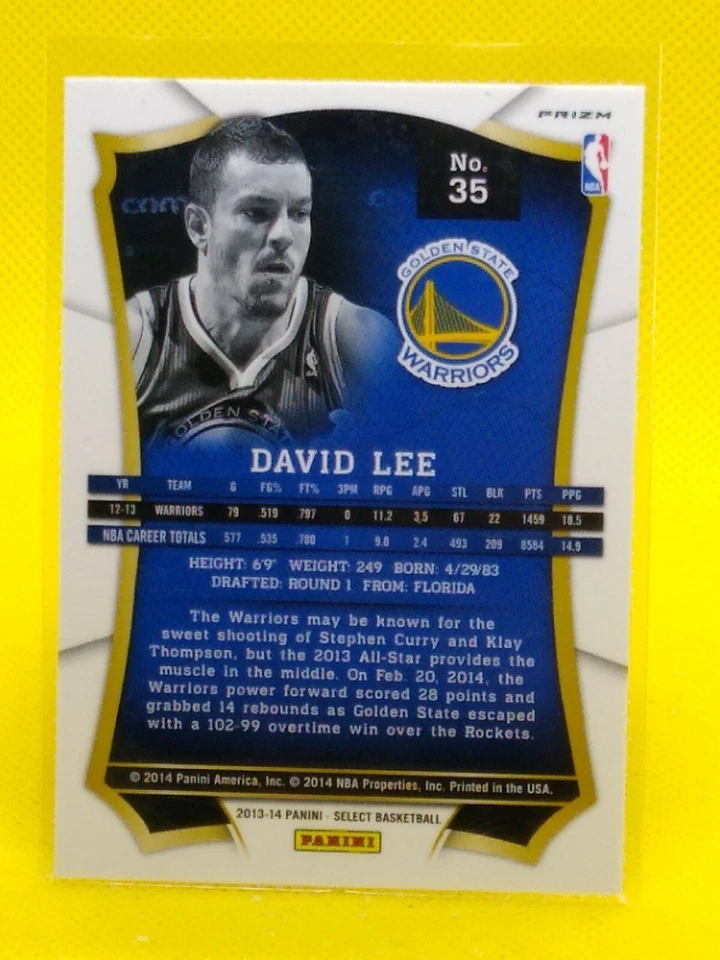 PRIZM
No.
35
NBA
GOLDEN STATE
WARRIORS
GOLDEN STAT
DAVID LEE
YR TEAM G FG% FT% 3PM RPG APG STL BLK PTS PPG
12-13 WARRIORS 79 .519 .797 0 11.2 3.5 67 22 1459 18.5
NBA CAREER TOTALS 577 .535 .780 1 9.8 2.4 493 209 8584 14.9
HEIGHT: 6'9" WEIGHT: 249 BORN: 4/29/83
DRAFTED: ROUND 1 FROM: FLORIDA
The Warriors may be known for the
sweet shooting of Stephen Curry and Klay
Thompson, but the 2013 All-Star provides the
muscle in the middle. On Feb. 20, 2014, the
Warriors power forward scored 28 points and
grabbed 14 rebounds as Golden State escaped
with a 102-99 overtime win over the Rockets.
© 2014 Panini America, Inc. © 2014 NBA Properties, Inc. Printed in the USA.
2013-14 PANINI - SELECT BASKETBALL
PANINI